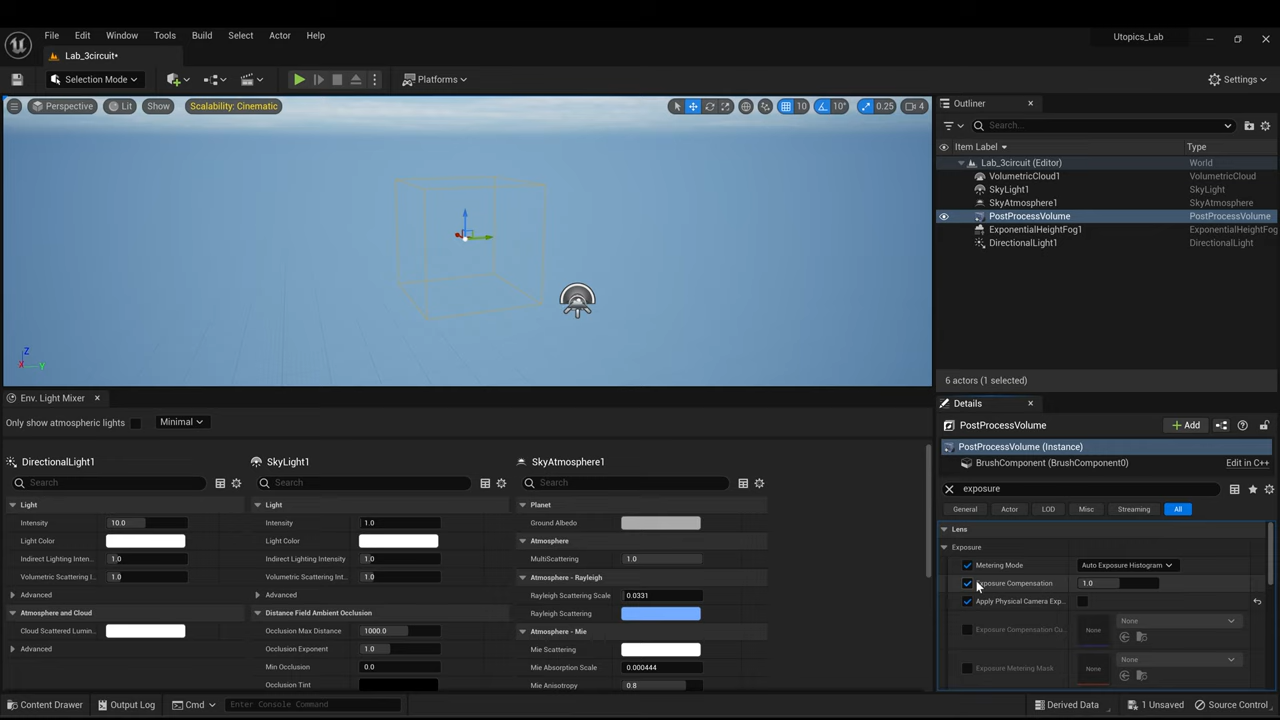 File Edit Window Tools Build Select Actor Help
Utopics_Lab
Lab_3circuit*
Selection Mode
Platforms
Settings
Perspective Lit Show Scalability: Cinematic
10 10° 0.25 4
Z
X Y
Outliner
Search...
Item Label Type
Lab_3circuit (Editor) World
VolumetricCloud1 VolumetricCloud
SkyLight1 SkyLight
SkyAtmosphere1 SkyAtmosphere
PostProcessVolume PostProcessVolume
ExponentialHeightFog1 ExponentialHeightFog
DirectionalLight1 DirectionalLight
6 actors (1 selected)
Env. Light Mixer
Only show atmospheric lights Minimal
DirectionalLight1
Search
Light
Intensity 10.0
Light Color
Indirect Lighting Inten... 1.0
Volumetric Scattering I... 1.0
Advanced
Atmosphere and Cloud
Cloud Scattered Lumin...
Advanced
SkyLight1
Search
Light
Intensity 1.0
Light Color
Indirect Lighting Intens... 1.0
Volumetric Scattering Int... 1.0
Advanced
Distance Field Ambient Occlusion
Occlusion Max Distance 1000.0
Occlusion Exponent 1.0
Min Occlusion 0.0
Occlusion Tint
SkyAtmosphere1
Search
Planet
Ground Albedo
Atmosphere
MultiScattering 1.0
Atmosphere - Rayleigh
Rayleigh Scattering Scale 0.0331
Rayleigh Scattering
Atmosphere - Mie
Mie Scattering
Mie Absorption Scale 0.000444
Mie Anisotropy 0.8
Details
PostProcessVolume
Add
PostProcessVolume (Instance)
BrushComponent (BrushComponent0) Edit in C++
exposure
General Actor LOD Misc Streaming All
Lens
Exposure
Metering Mode Auto Exposure Histogram
Exposure Compensation 1.0
Apply Physical Camera Exp...
Exposure Compensation Cu... None None
Exposure Metering Mask None None
Content Drawer Output Log Cmd Enter Console Command
Derived Data 1 Unsaved Source Control